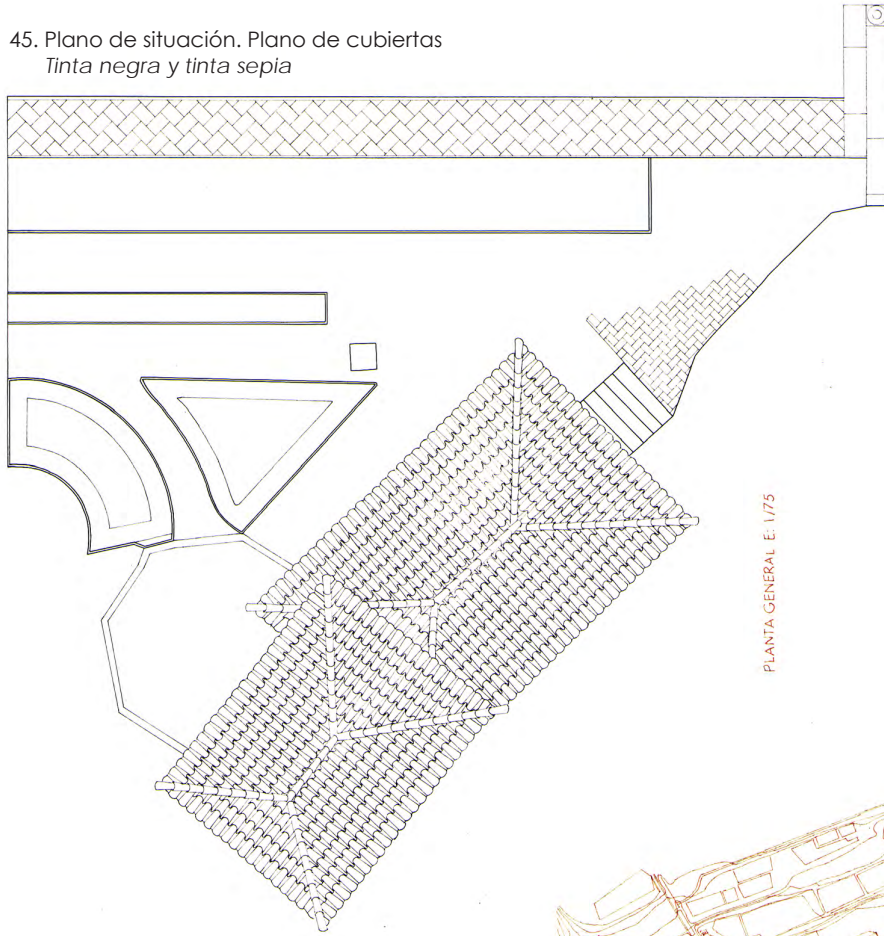 45. Plano de situación. Plano de cubiertas
Tinta negra y tinta sepia
PLANTA GENERAL E: 1/75